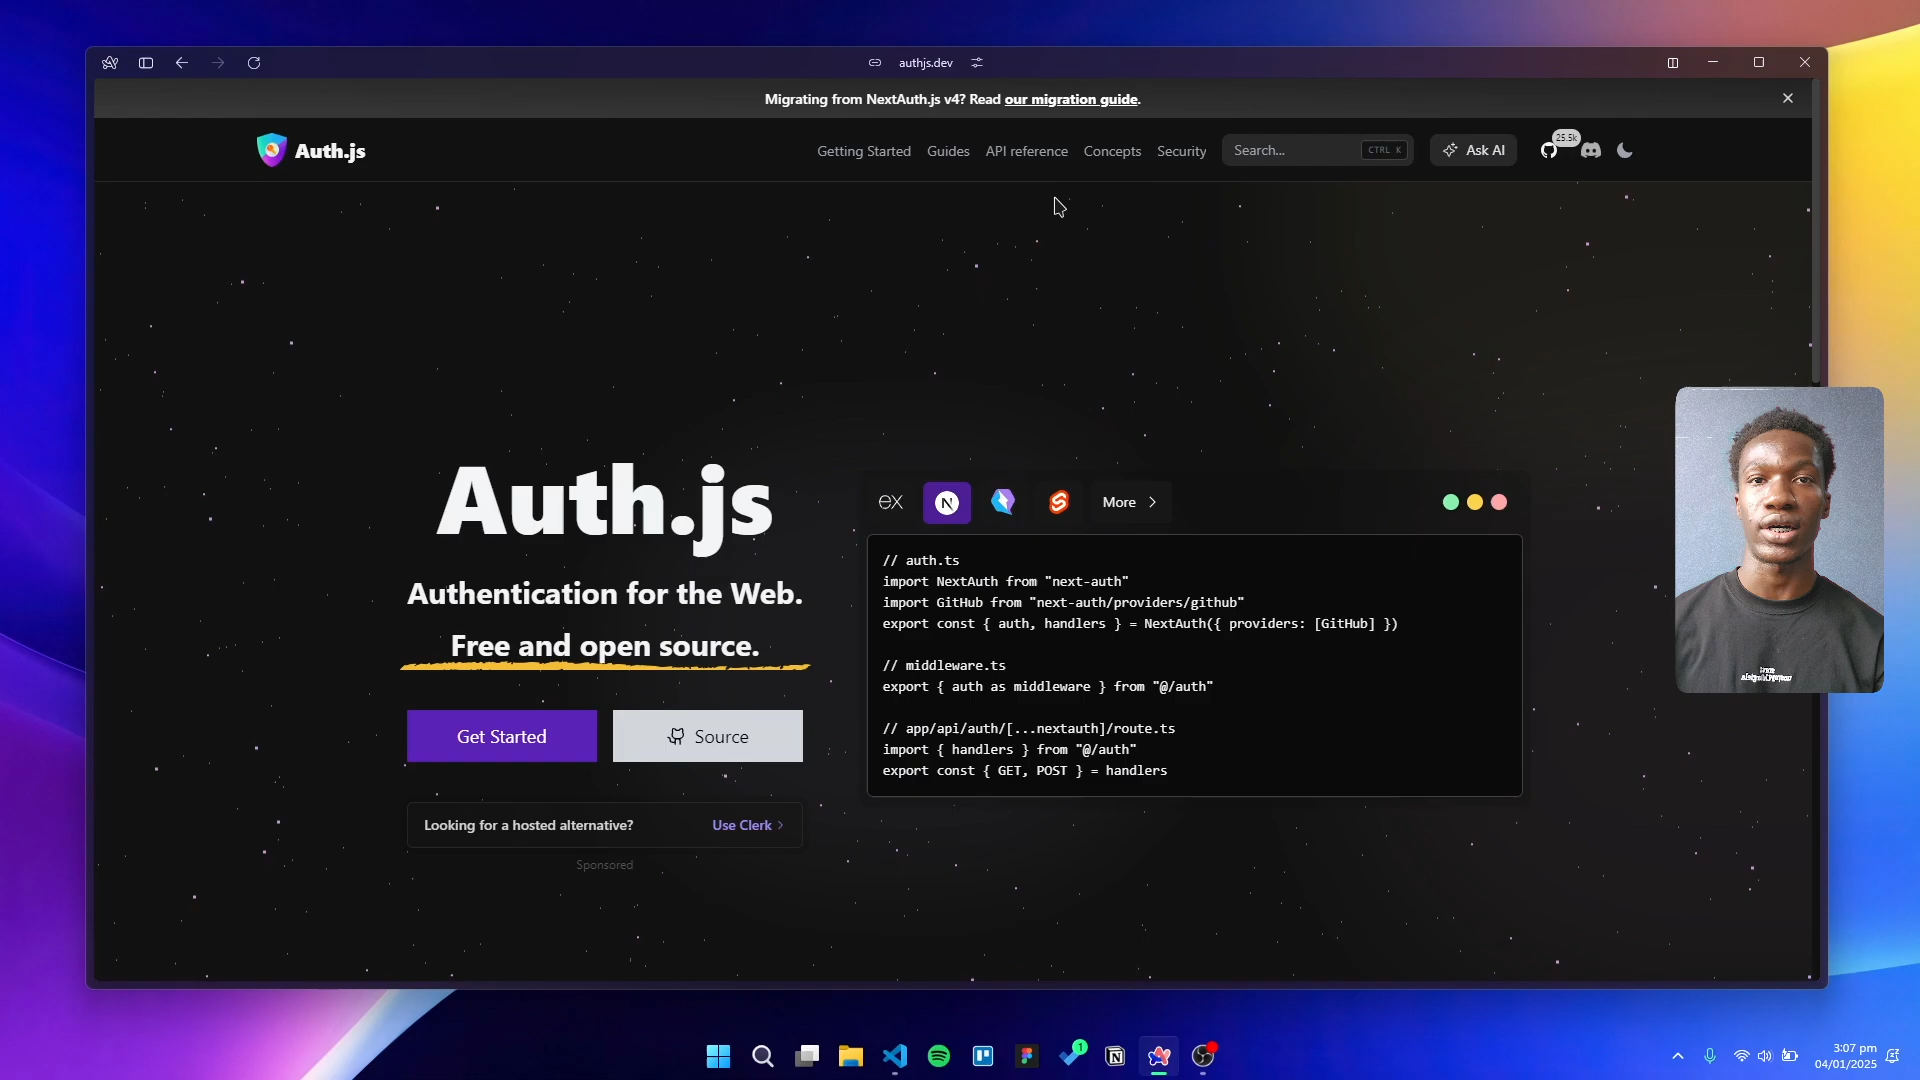 authjs.dev
Migrating from NextAuth.js v4? Read our migration guide.
Auth.js
Getting Started
Guides
API reference
Concepts
Security
Search...
CTRL K
Ask AI
25.5k
Auth.js
Authentication for the Web.
Free and open source.
Get Started
Source
Looking for a hosted alternative?
Use Clerk
Sponsored
ex
N
More
// auth.ts
import NextAuth from "next-auth"
import GitHub from "next-auth/providers/github"
export const { auth, handlers } = NextAuth({ providers: [GitHub] })
// middleware.ts
export { auth as middleware } from "@/auth"
// app/api/auth/[...nextauth]/route.ts
import { handlers } from "@/auth"
export const { GET, POST } = handlers
1
3:07 pm
04/01/2025